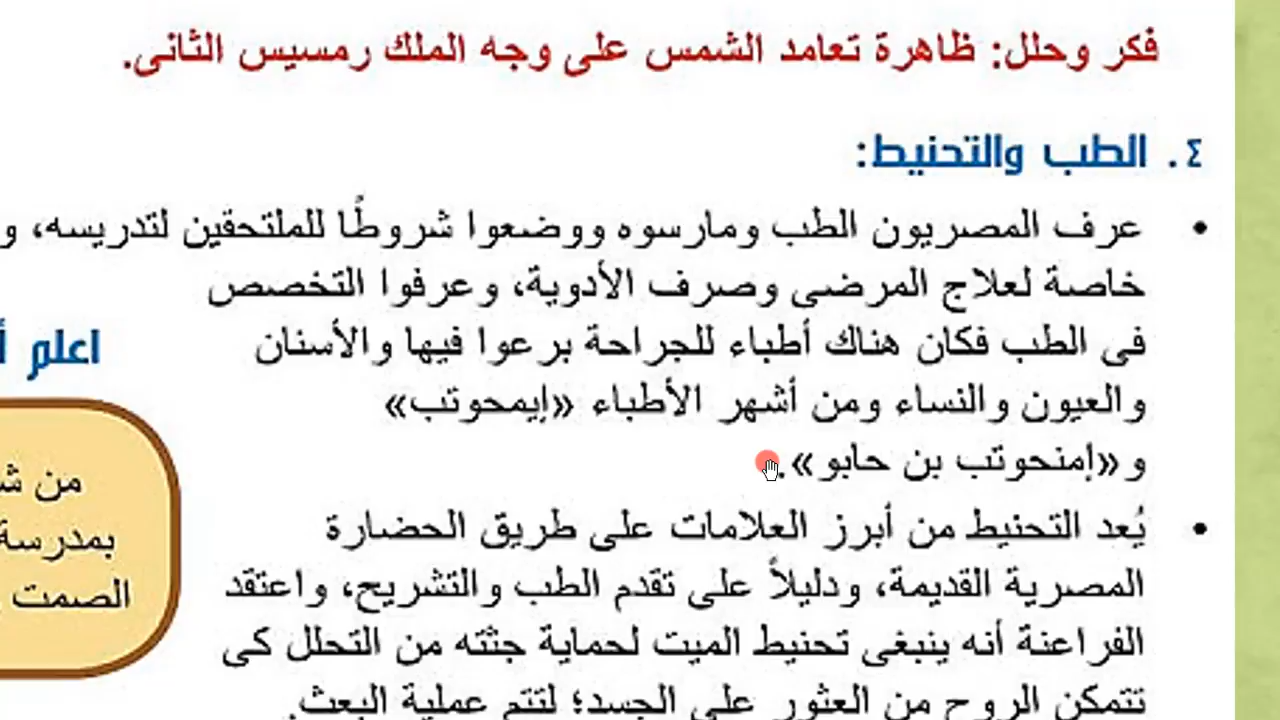 فكر وحلل: ظاهرة تعامد الشمس على وجه الملك رمسيس الثانى.
٤. الطب والتحنيط:
• عرف المصريون الطب ومارسوه ووضعوا شروطًا للملتحقين لتدريسه، و
خاصة لعلاج المرضى وصرف الأدوية، وعرفوا التخصص
فى الطب فكان هناك أطباء للجراحة برعوا فيها والأسنان
والعيون والنساء ومن أشهر الأطباء «إيمحوتب»
و«إمنحوتب بن حابو».
• يُعد التحنيط من أبرز العلامات على طريق الحضارة
المصرية القديمة، ودليلاً على تقدم الطب والتشريح، واعتقد
الفراعنة أنه ينبغى تحنيط الميت لحماية جثته من التحلل كى
تتمكن الروح من العثور على الجسد؛ لتتم عملية البعث.
اعلم
من
بمدرسة
الصمت